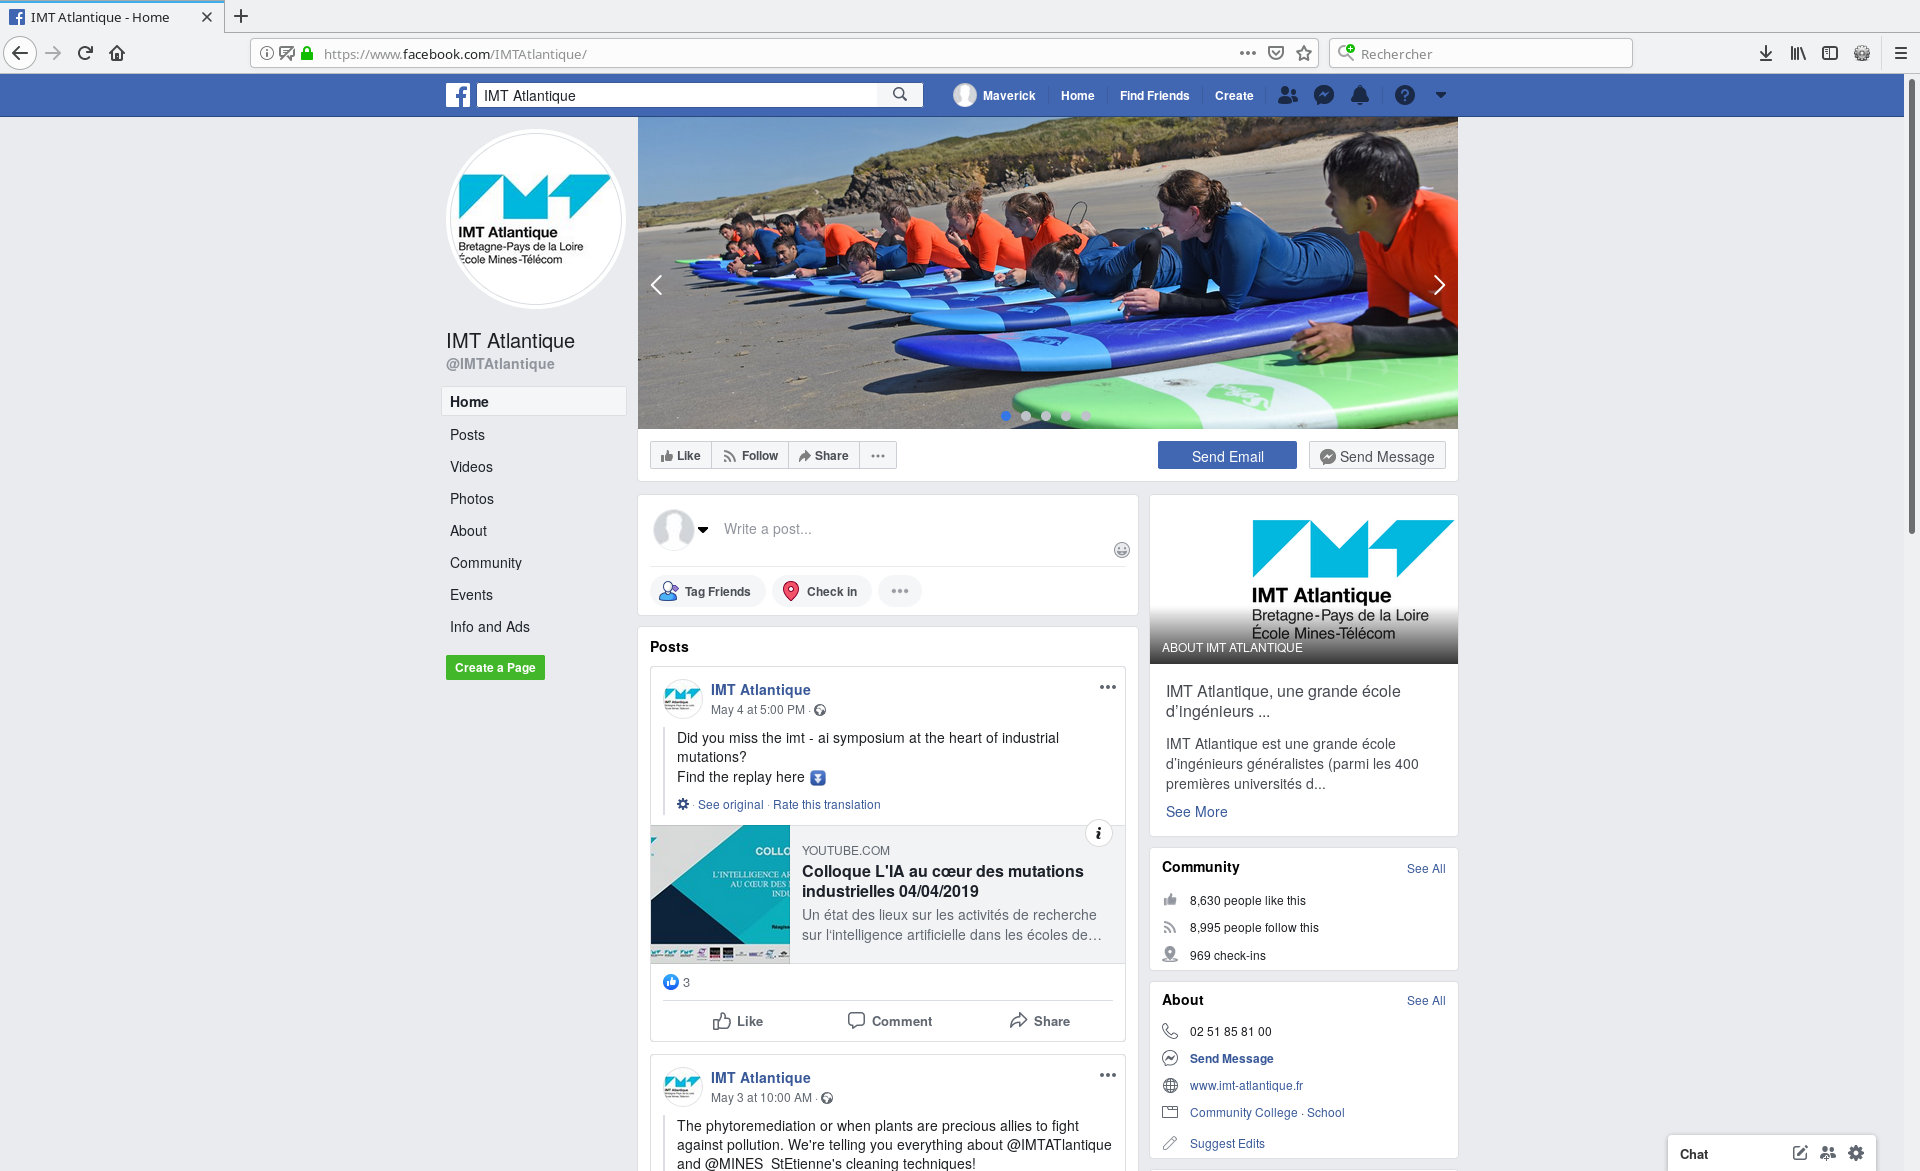 IMT Atlantique - Home
https://www.facebook.com/IMTAtlantique/
Rechercher
IMT Atlantique
Maverick
Home
Find Friends
Create
IMT Atlantique
Bretagne-Pays de la Loire
École Mines-Télécom
IMT Atlantique
@IMTAtlantique
Home
Posts
Videos
Photos
About
Community
Events
Info and Ads
Create a Page
Like
Follow
Share
Send Email
Send Message
Write a post...
Tag Friends
Check in
Posts
IMT Atlantique
May 4 at 5:00 PM ·
Did you miss the imt - ai symposium at the heart of industrial
mutations?
Find the replay here
· See original · Rate this translation
COLLO
L'INTELLIGENCE AR
AU CŒUR DES
INDU
YOUTUBE.COM
Colloque L'IA au cœur des mutations
industrielles 04/04/2019
Un état des lieux sur les activités de recherche
sur l'intelligence artificielle dans les écoles de…
3
Like
Comment
Share
IMT Atlantique
May 3 at 10:00 AM ·
The phytoremediation or when plants are precious allies to fight
against pollution. We're telling you everything about @IMTATlantique
and @MINES_StEtienne's cleaning techniques!
IMT Atlantique
Bretagne-Pays de la Loire
École Mines-Télécom
ABOUT IMT ATLANTIQUE
IMT Atlantique, une grande école
d'ingénieurs ...
IMT Atlantique est une grande école
d'ingénieurs généralistes (parmi les 400
premières universités d...
See More
Community
See All
8,630 people like this
8,995 people follow this
969 check-ins
About
See All
02 51 85 81 00
Send Message
www.imt-atlantique.fr
Community College · School
Suggest Edits
Chat